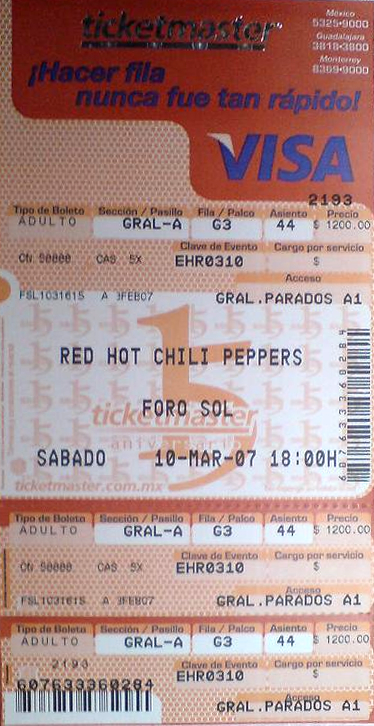 ticketmaster
Mexico
5325-9000
Guadalajara
3818-3800
Monterrey
8369-9000
¡Hacer fila
nunca fue tan rápido!
VISA
2193
Tipo de Boleto Sección / Pasillo Fila / Palco Asiento Precio
ADULTO GRAL-A G3 44 $ 1200.00
Clave de Evento Cargo por servicio
CAS 5X EHR0310 $
Acceso
FSL1031615 A 3FEB07 GRAL.PARADOS A1
RED HOT CHILI PEPPERS
ticketmaster
FORO SOL
aniversario
SABADO 10-MAR-07 18:00H
ticketmaster.com.mx
607633360284
Tipo de Boleto Sección / Pasillo Fila / Palco Asiento Precio
ADULTO GRAL-A G3 44 $ 1200.00
Clave de Evento Cargo por servicio
CAS 5X EHR0310 $
Acceso
FSL1031615 A 3FEB07 GRAL.PARADOS A1
Tipo de Boleto Sección / Pasillo Fila / Palco Asiento Precio
ADULTO GRAL-A G3 44 $ 1200.00
2193
Clave de Evento Cargo por servicio
EHR0310 $
607633360284
Acceso
GRAL.PARADOS A1